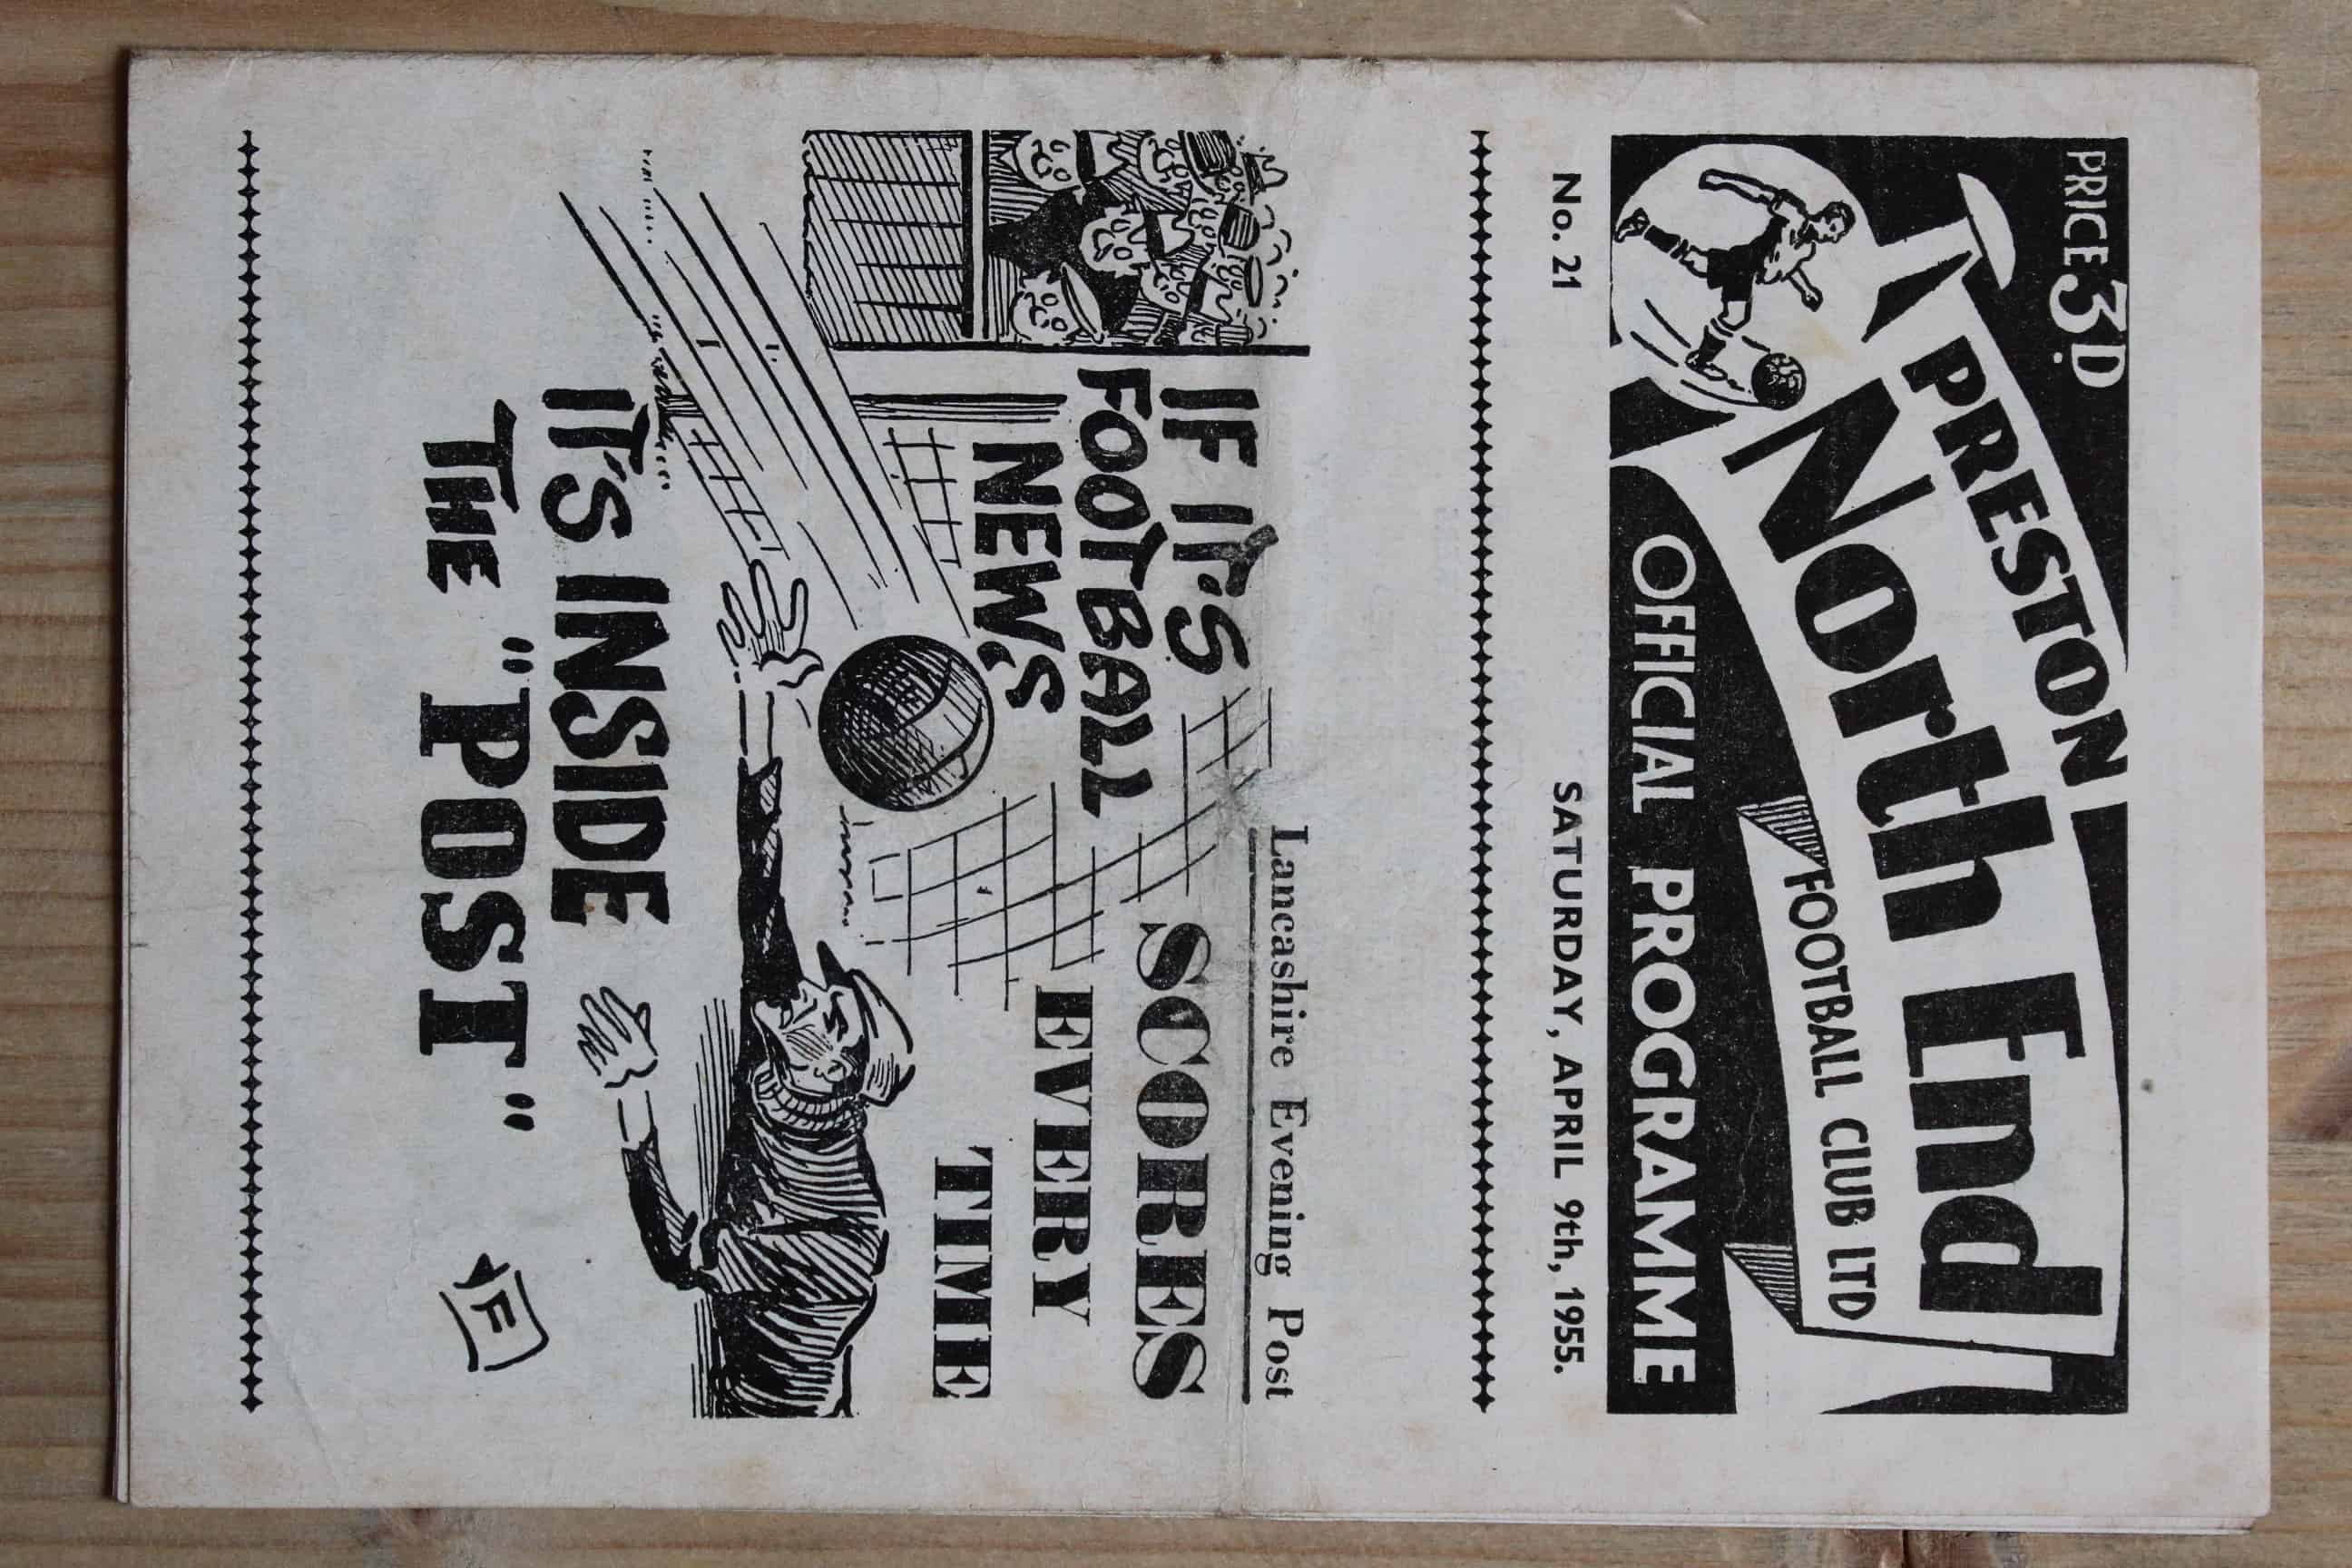 PRICE 3D
PRESTON
North End
FOOTBALL CLUB LTD
OFFICIAL PROGRAMME
No. 21 SATURDAY, APRIL 9th, 1955.
Lancashire Evening Post
IF IT'S
FOOTBALL
NEWS
SCORES
EVERY
TIME
IT'S INSIDE
THE "POST"
F